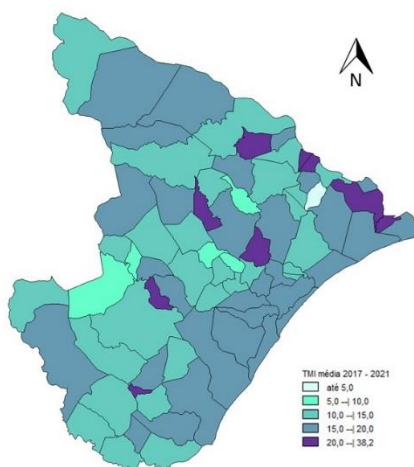 N
TMI média 2017 - 2021
até 5,0
5,0 --| 10,0
10,0 --| 15,0
15,0 --| 20,0
20,0 --| 38,2